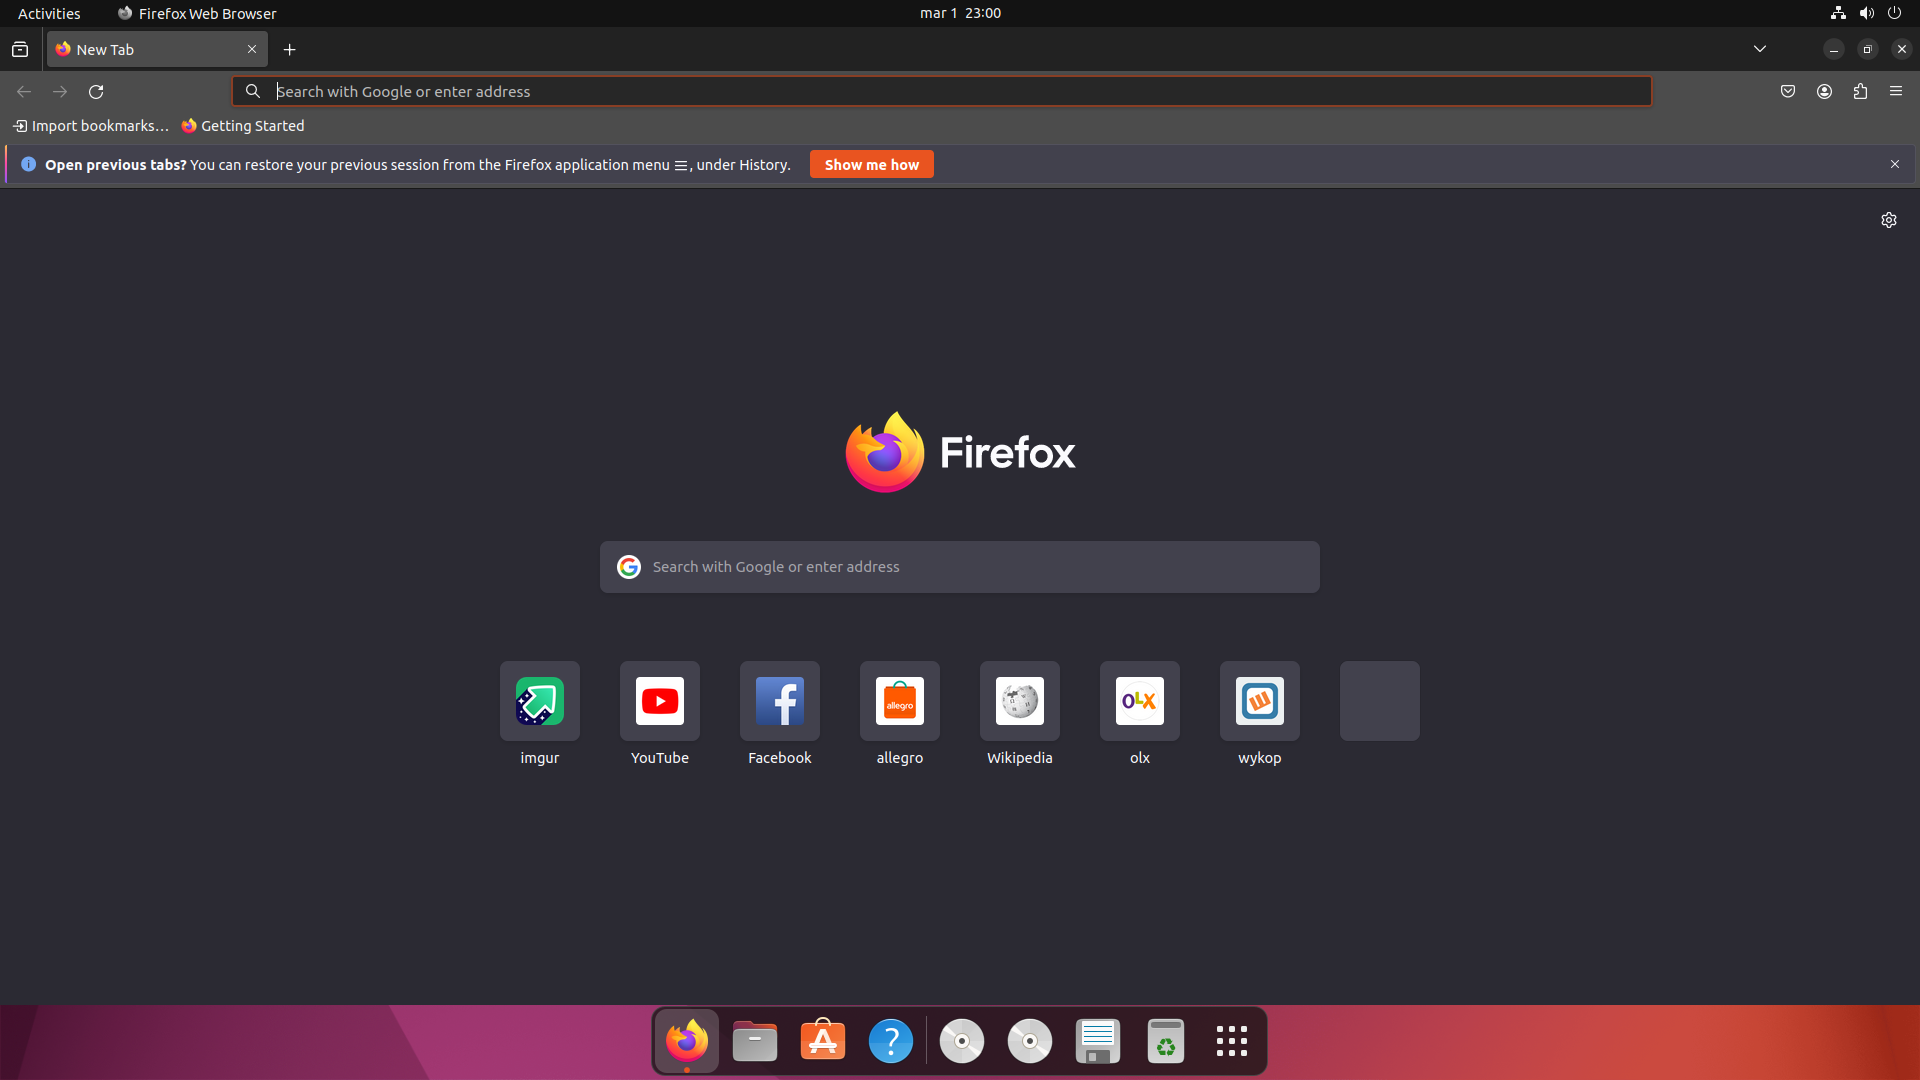 Activities
Firefox Web Browser
mar 1 23:00
New Tab
Search with Google or enter address
Import bookmarks...
Getting Started
Open previous tabs? You can restore your previous session from the Firefox application menu ☰, under History.
Show me how
Firefox
Search with Google or enter address
allegro
OLX
imgur
YouTube
Facebook
allegro
Wikipedia
olx
wykop